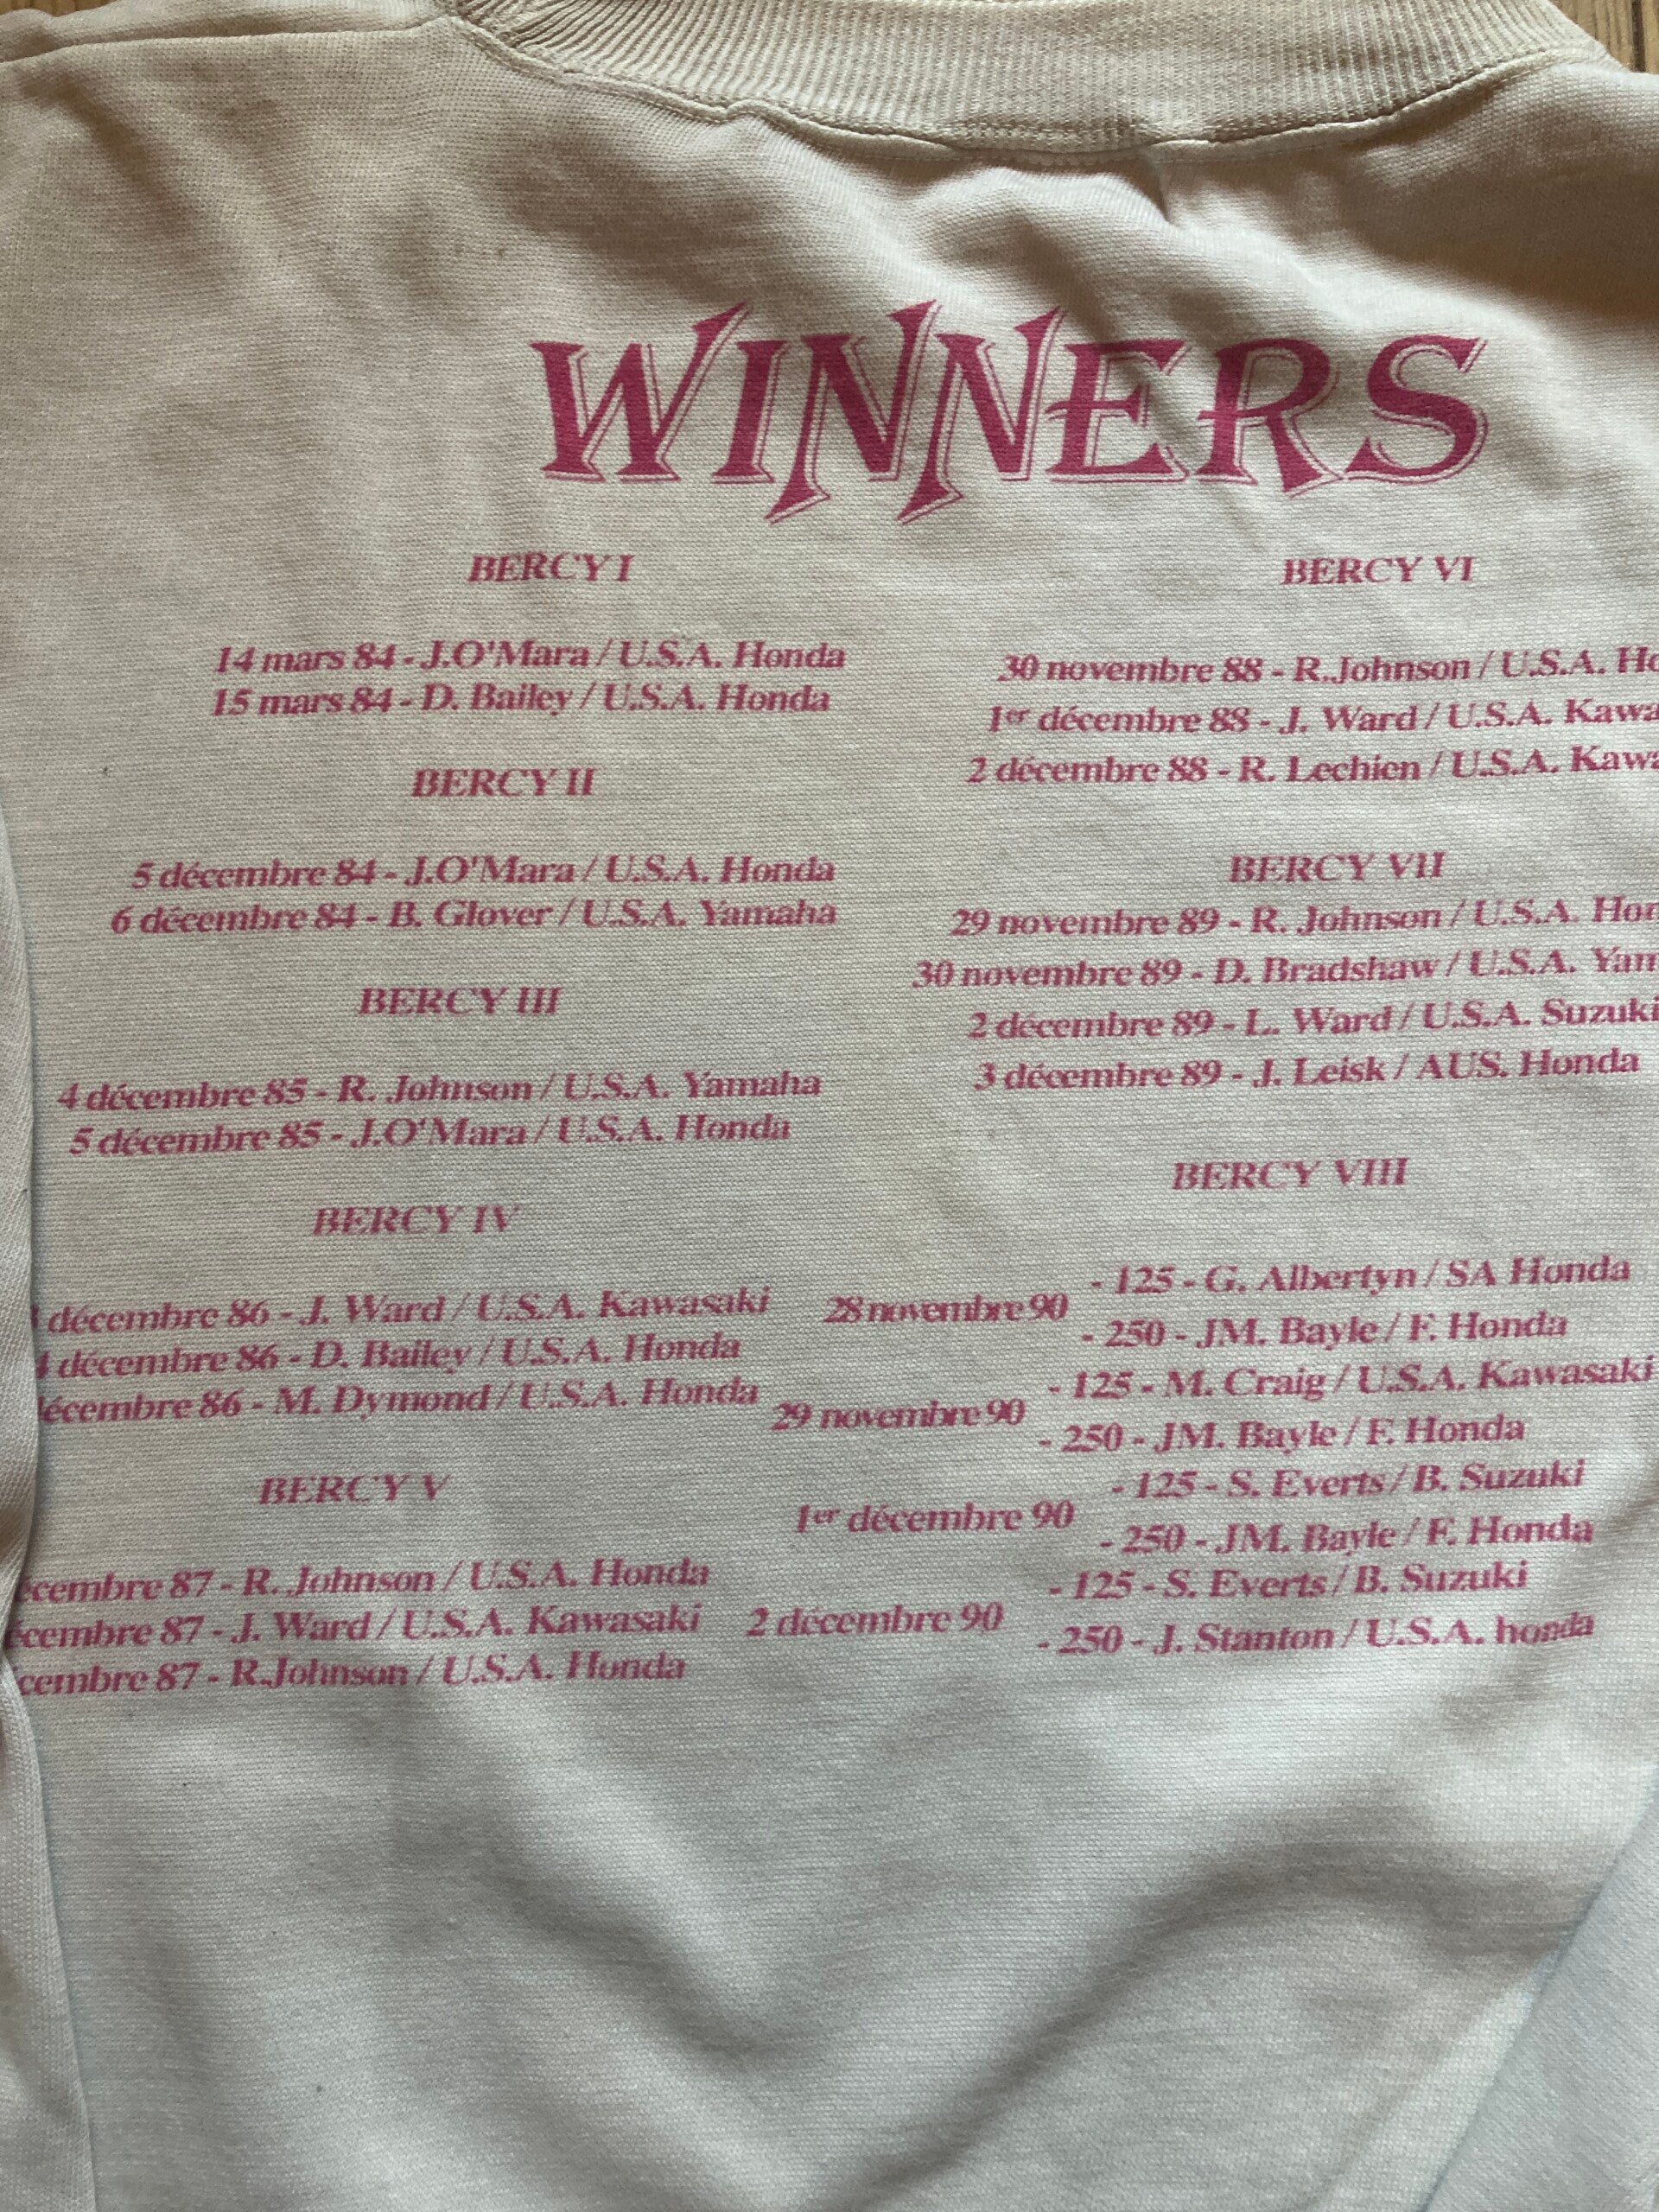 WINNERS
BERCY I
14 mars 84 - J.O'Mara / U.S.A. Honda
15 mars 84 - D. Bailey / U.S.A. Honda
BERCY II
5 décembre 84 - J.O'Mara / U.S.A. Honda
6 décembre 84 - B. Glover / U.S.A. Yamaha
BERCY III
4 décembre 85 - R. Johnson / U.S.A. Yamaha
5 décembre 85 - J.O'Mara / U.S.A. Honda
BERCY IV
décembre 86 - J. Ward / U.S.A. Kawasaki
décembre 86 - D. Bailey / U.S.A. Honda
86 - M. Dymond / U.S.A. Honda
BERCY V
87 - R. Johnson / U.S.A. Honda
87 - J. Ward / U.S.A. Kawasaki
87 - R.Johnson / U.S.A. Honda
BERCY VI
30 novembre 88 - R.Johnson / U.S.A.
1er décembre 88 - J. Ward / U.S.A.
2 décembre 88 - R. Lechien / U.S.A.
BERCY VII
29 novembre 89 - R. Johnson / U.S.A.
30 novembre 89 - D. Bradshaw / U.S.A.
2 décembre 89 - L. Ward / U.S.A. Suzuki
3 décembre 89 - J. Leisk / AUS. Honda
BERCY VIII
28 novembre 90
- 125 - G. Albertyn / SA Honda
- 250 - JM. Bayle / F. Honda
29 novembre 90
- 125 - M. Craig / U.S.A. Kawasaki
- 250 - JM. Bayle / F. Honda
1er décembre 90
- 125 - S. Everts / B. Suzuki
- 250 - JM. Bayle / F. Honda
2 décembre 90
- 125 - S. Everts / B. Suzuki
- 250 - J. Stanton / U.S.A. honda